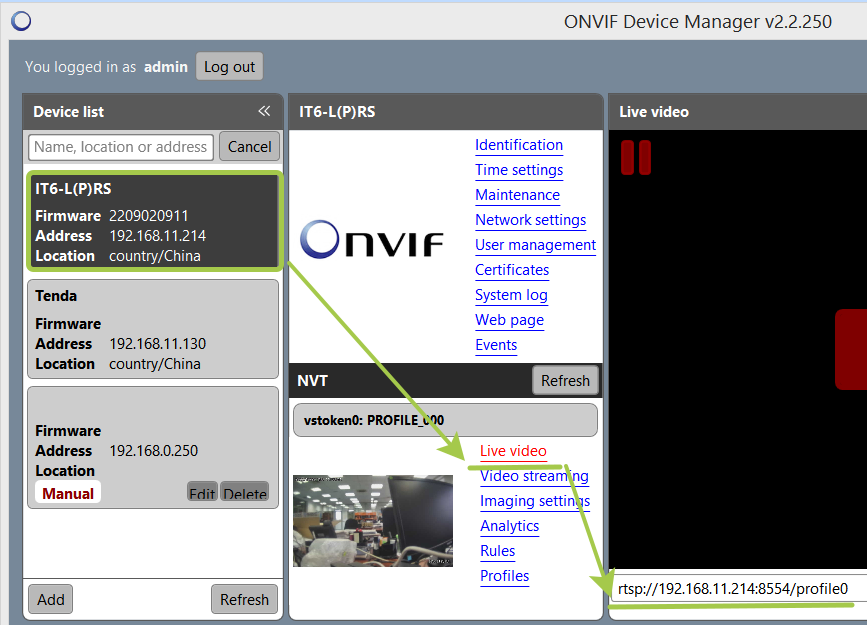 ONVIF Device Manager v2.2.250
You logged in as admin Log out
Device list «
Name, location or address Cancel
IT6-L(P)RS
Firmware 2209020911
Address 192.168.11.214
Location country/China
Tenda
Firmware
Address 192.168.11.130
Location country/China
Firmware
Address 192.168.0.250
Location
Manual Edit Delete
Add Refresh
IT6-L(P)RS
ONVIF
Identification
Time settings
Maintenance
Network settings
User management
Certificates
System log
Web page
Events
NVT Refresh
vstoken0: PROFILE_000
Live video
Video streaming
Imaging settings
Analytics
Rules
Profiles
Live video
rtsp://192.168.11.214:8554/profile0